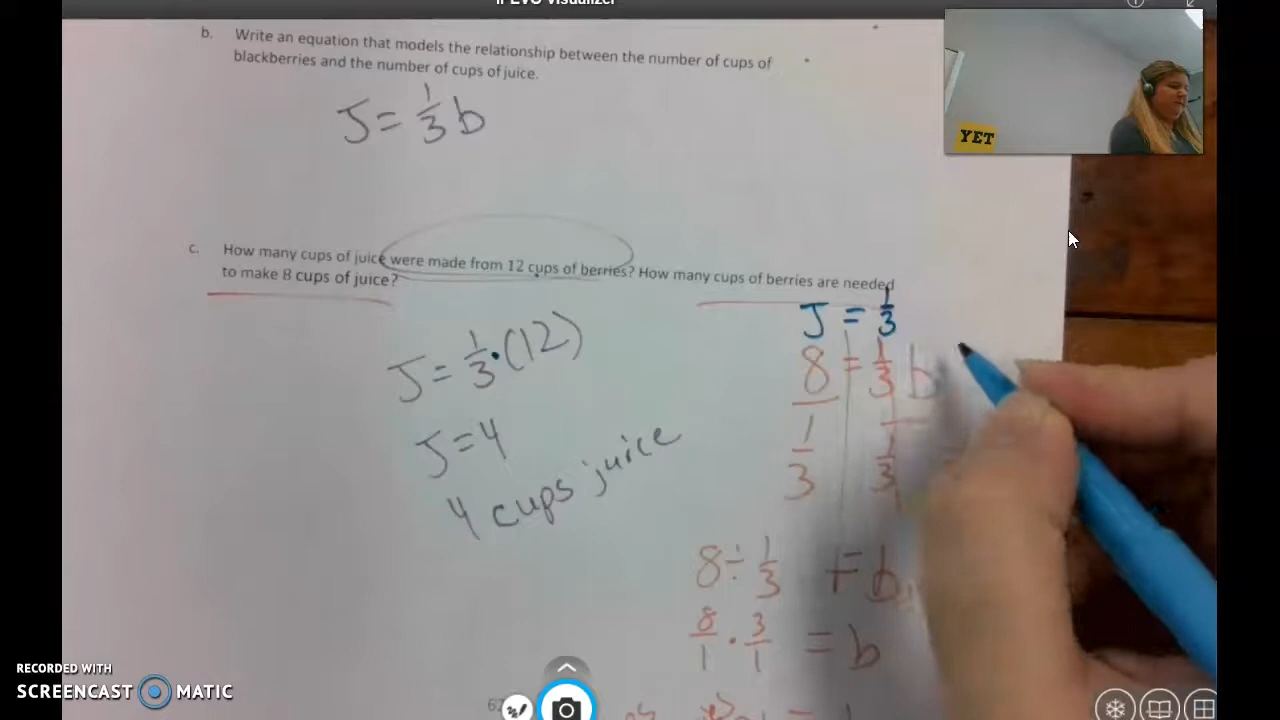 b. Write an equation that models the relationship between the number of cups of
blackberries and the number of cups of juice.
J = 1/3 b
c. How many cups of juice were made from 12 cups of berries? How many cups of berries are needed
to make 8 cups of juice?
J = 1/3 • (12)
J = 4
4 cups juice
J = 1/3
8 = 1/3 b
1/3 1/3
8 ÷ 1/3 = b
8/1 · 3/1 = b
YET
RECORDED WITH
SCREENCAST MATIC